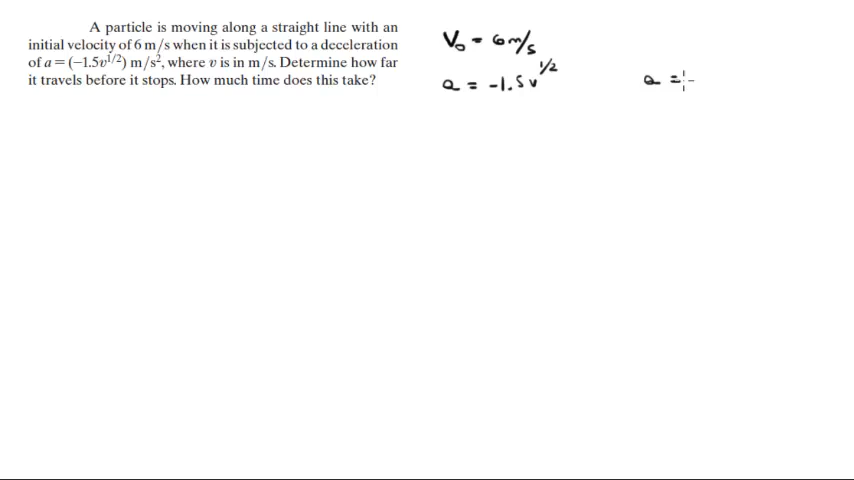 A particle is moving along a straight line with an
initial velocity of 6 m/s when it is subjected to a deceleration
of a = (−1.5v^1/2) m/s², where v is in m/s. Determine how far
it travels before it stops. How much time does this take?
V₀ = 6 m/s
a = -1.5 v^1/2
a =